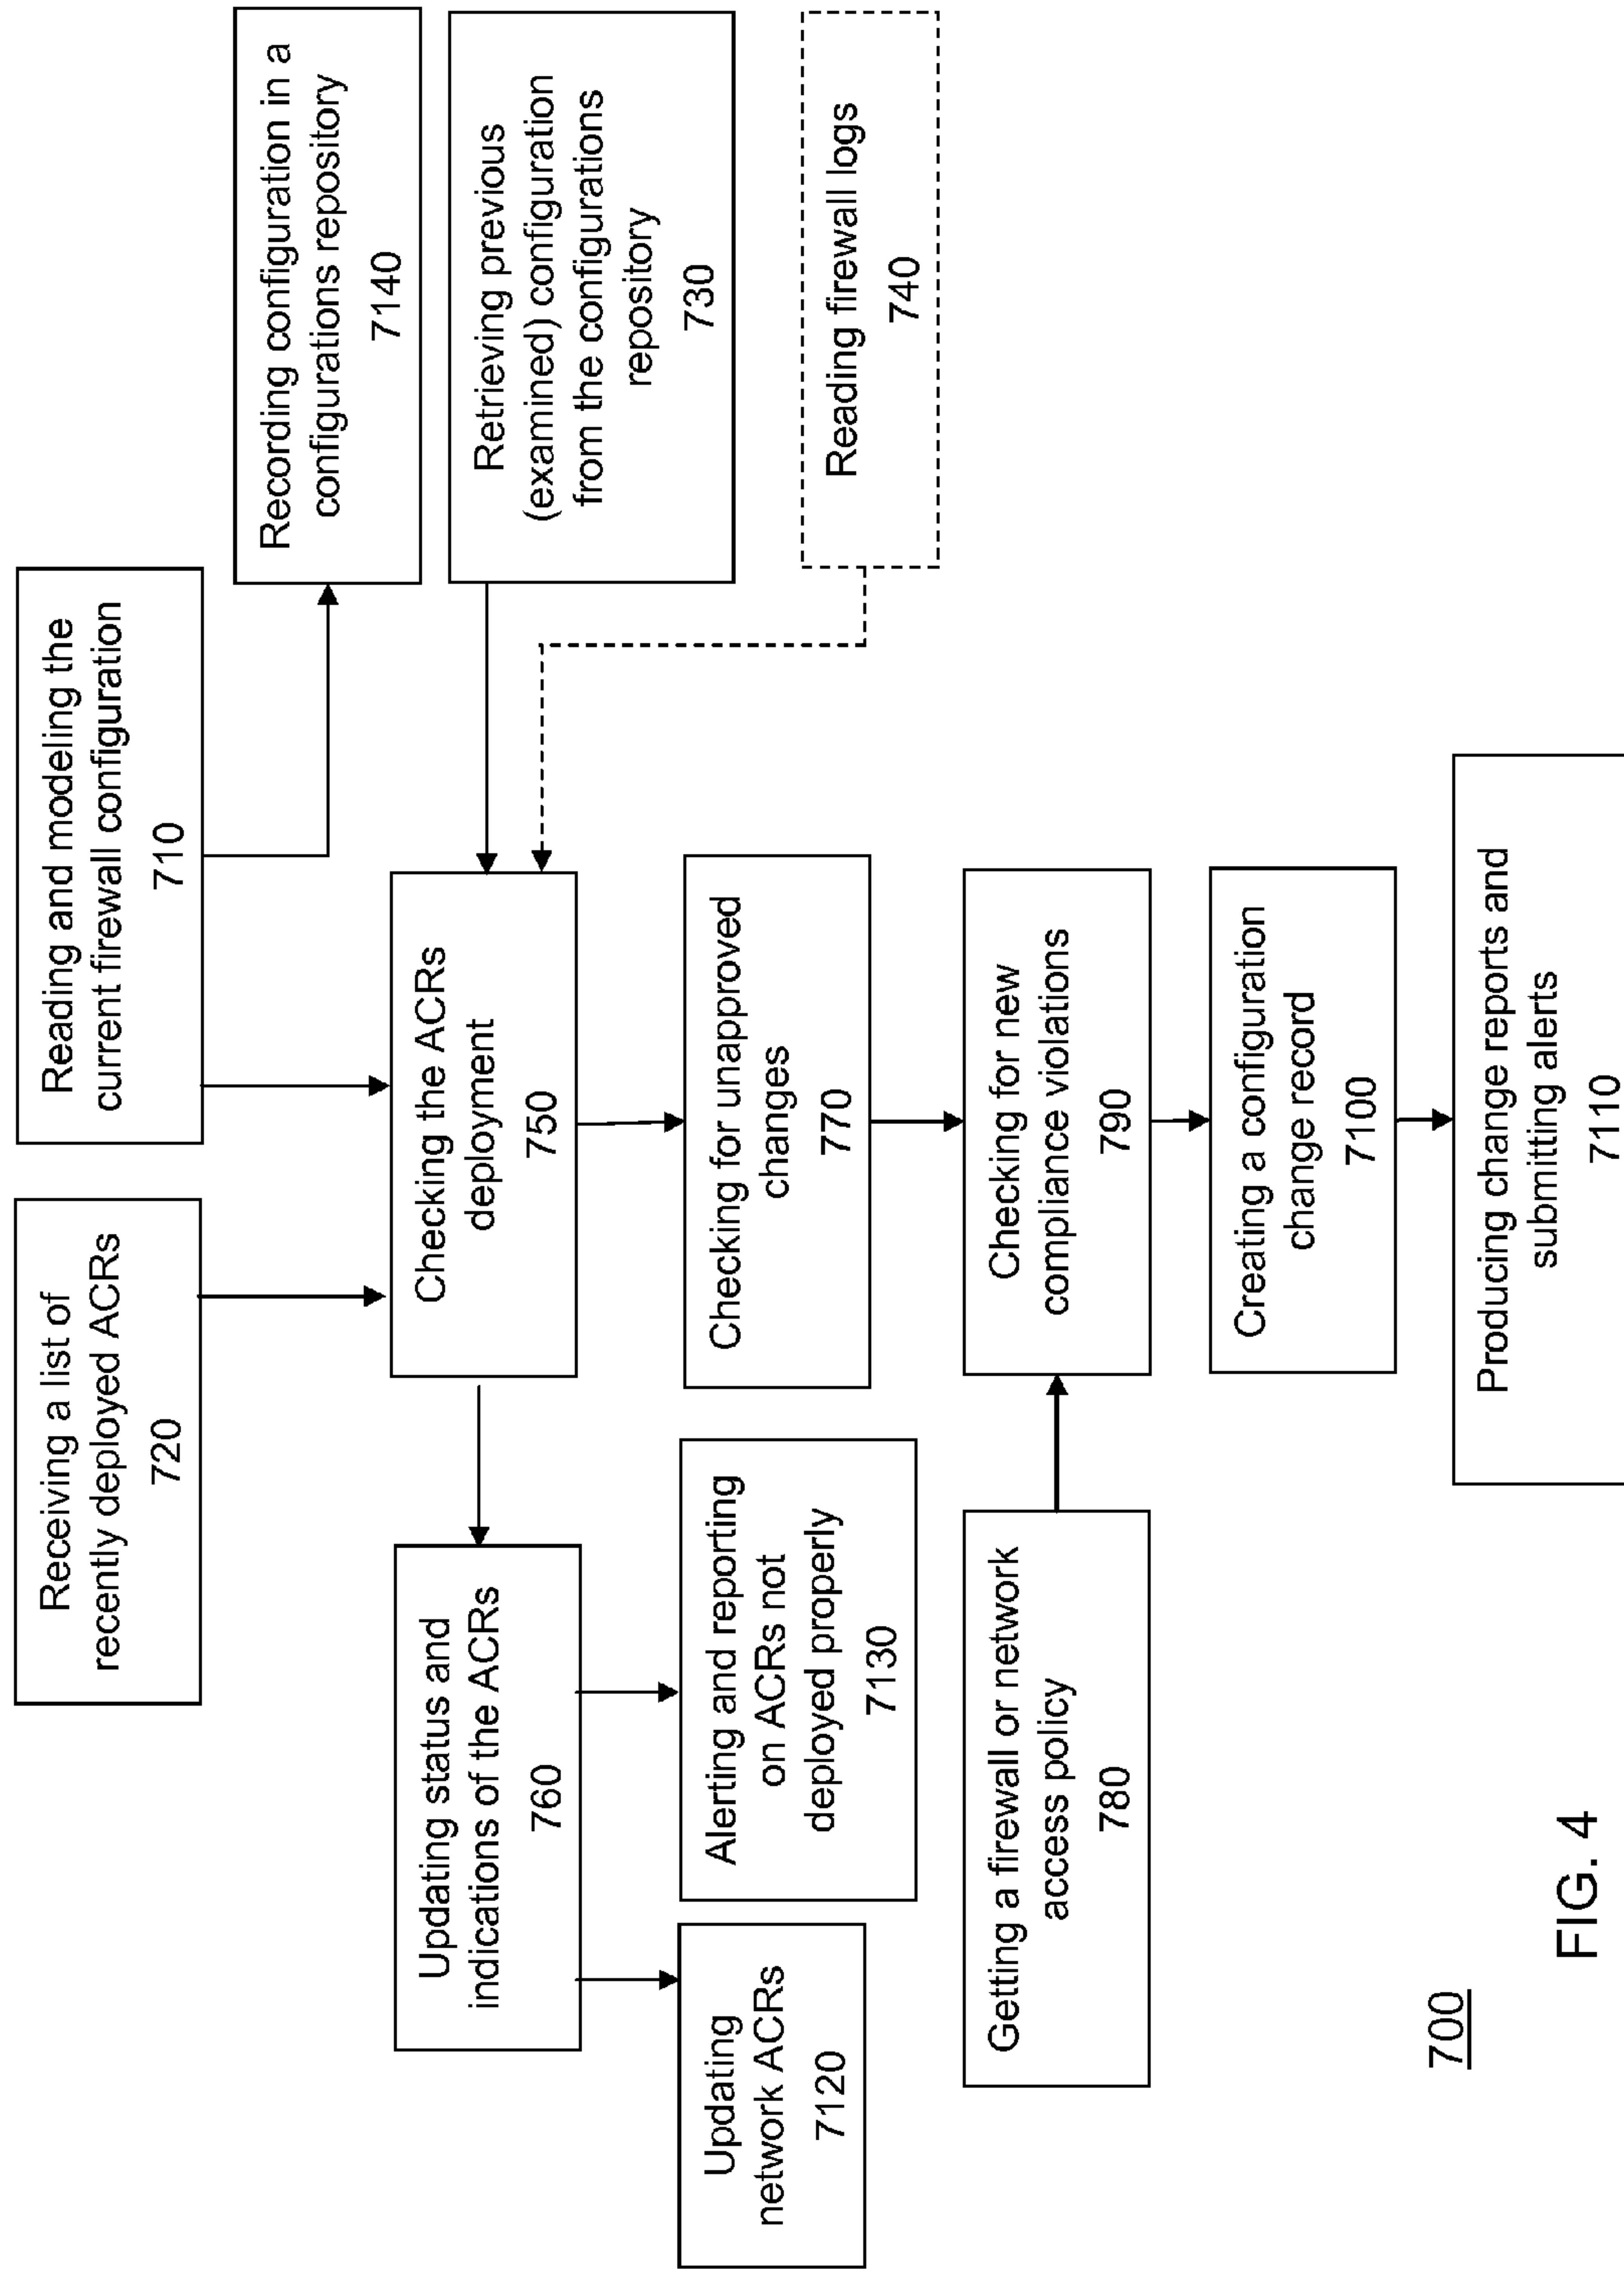 Receiving a list of
recently deployed ACRs
720
Reading and modeling the
current firewall configuration
710
Recording configuration in a
configurations repository
7140
Retrieving previous
(examined) configuration
from the configurations
repository
730
Reading firewall logs
740
Checking the ACRs
deployment
750
Updating status and
indications of the ACRs
760
Updating
network ACRs
7120
Alerting and reporting
on ACRs not
deployed properly
7130
Checking for unapproved
changes
770
Getting a firewall or network
access policy
780
Checking for new
compliance violations
790
Creating a configuration
change record
7100
Producing change reports and
submitting alerts
7110
700
FIG. 4